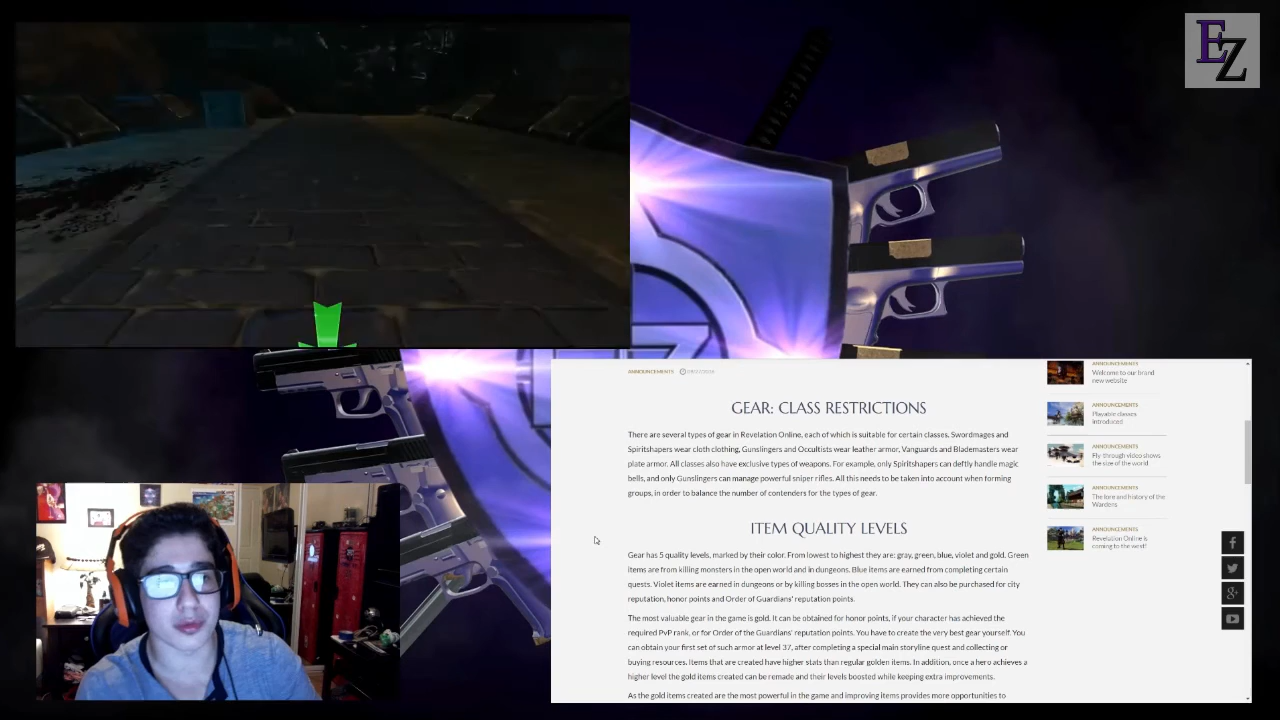 EZ
ANNOUNCEMENTS
GEAR: CLASS RESTRICTIONS
There are several types of gear in Revelation Online, each of which is suitable for certain classes. Swordmages and
Spiritshapers wear cloth clothing, Gunslingers and Occultists wear leather armor, Vanguards and Blademasters wear
plate armor. All classes also have exclusive types of weapons. For example, only Spiritshapers can deftly handle magic
bells, and only Gunslingers can manage powerful sniper rifles. All this needs to be taken into account when forming
groups, in order to balance the number of contenders for the types of gear.
ITEM QUALITY LEVELS
Gear has 5 quality levels, marked by their color. From lowest to highest they are: gray, green, blue, violet and gold. Green
items are from killing monsters in the open world and in dungeons. Blue items are earned from completing certain
quests. Violet items are earned in dungeons or by killing bosses in the open world. They can also be purchased for city
reputation, honor points and Order of Guardians' reputation points.
The most valuable gear in the game is gold. It can be obtained for honor points, if your character has achieved the
required PvP rank, or for Order of the Guardians' reputation points. You have to create the very best gear yourself. You
can obtain your first set of such armor at level 37, after completing a special main storyline quest and collecting or
buying resources. Items that are created have higher stats than regular golden items. In addition, once a hero achieves a
higher level the gold items created can be remade and their levels boosted while keeping extra improvements.
As the gold items created are the most powerful in the game and improving items provides more opportunities to
ANNOUNCEMENTS
Welcome to our brand
new website
ANNOUNCEMENTS
Playable classes
introduced
ANNOUNCEMENTS
Fly-through video shows
the size of the world
ANNOUNCEMENTS
The lore and history of the
Wardens
ANNOUNCEMENTS
Revelation Online is
coming to the west!